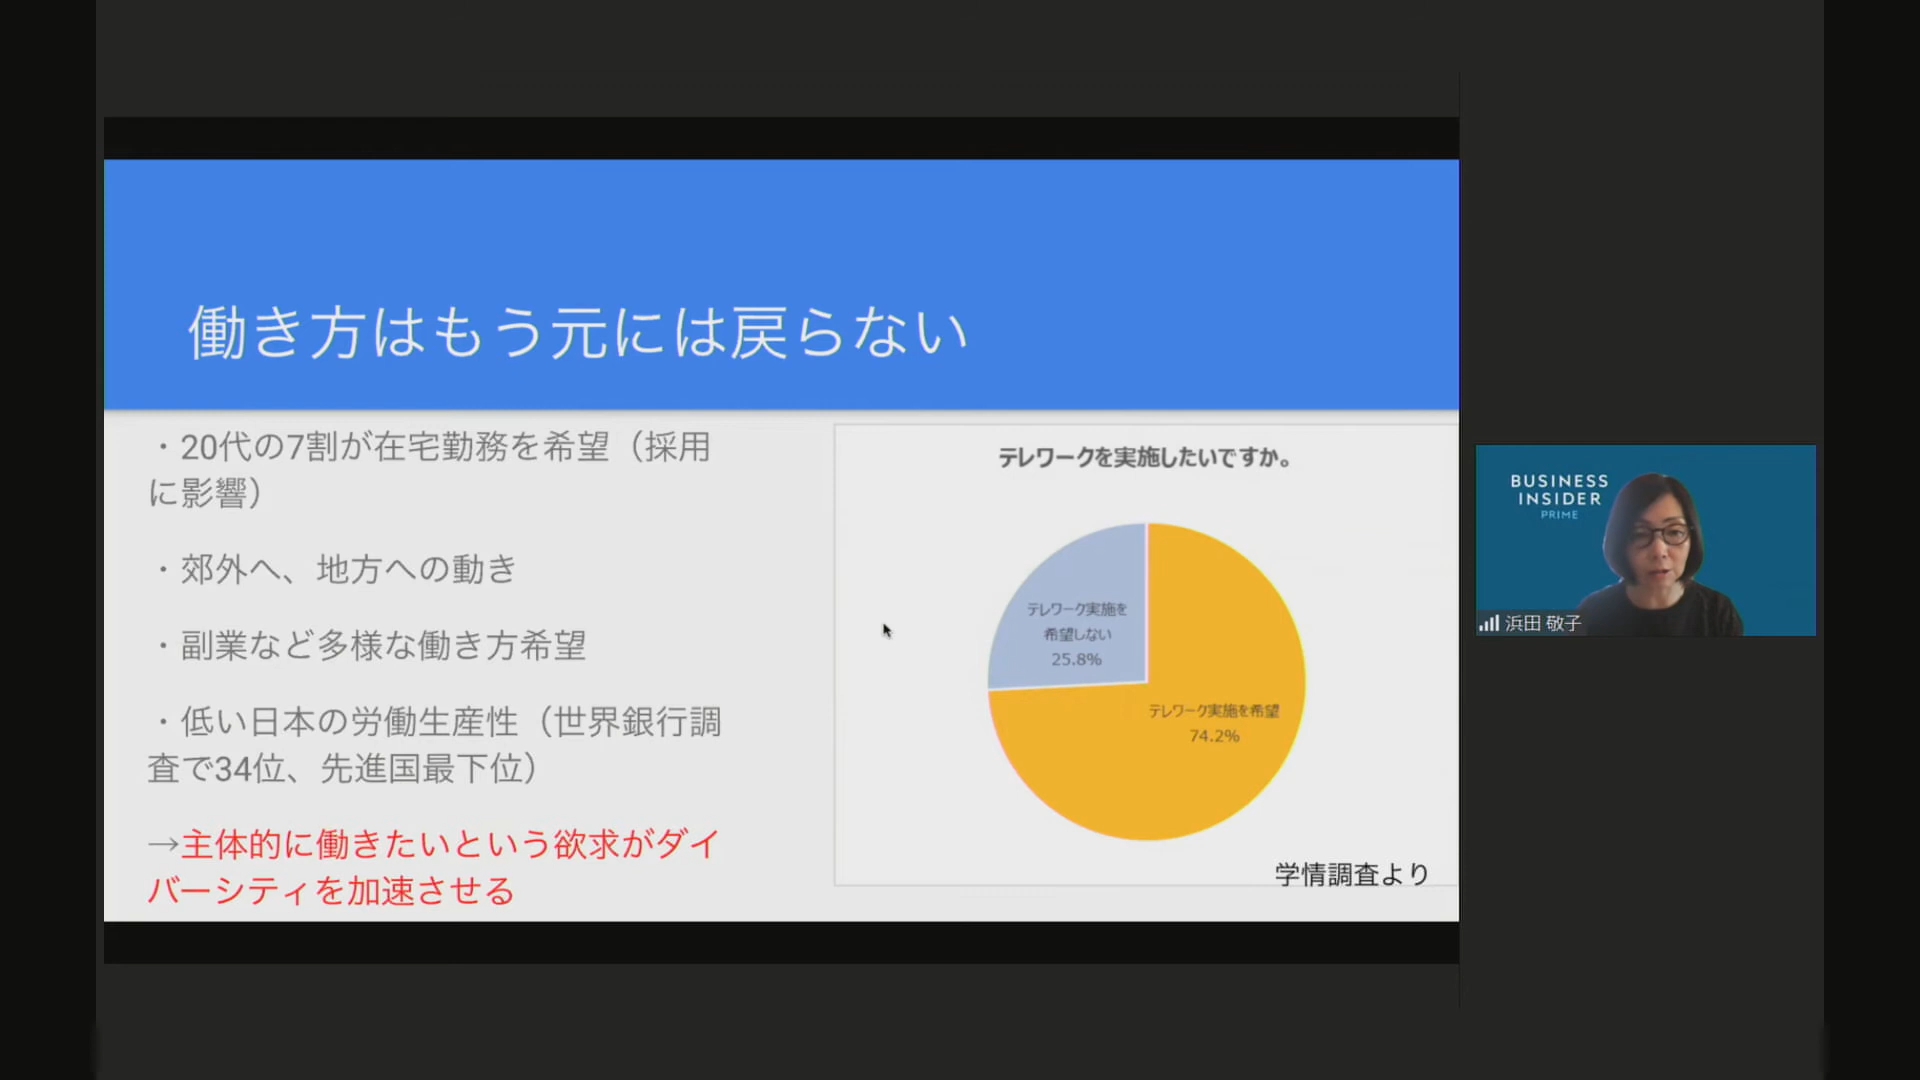 働き方はもう元には戻らない
・20代の7割が在宅勤務を希望（採用
に影響）
・郊外へ、地方への動き
・副業など多様な働き方希望
・低い日本の労働生産性（世界銀行調
査で34位、先進国最下位）
→主体的に働きたいという欲求がダイ
バーシティを加速させる
テレワークを実施したいですか。
テレワーク実施を
希望しない
25.8%
テレワーク実施を希望
74.2%
学情調査より
BUSINESS
INSIDER
PRIME
浜田 敬子